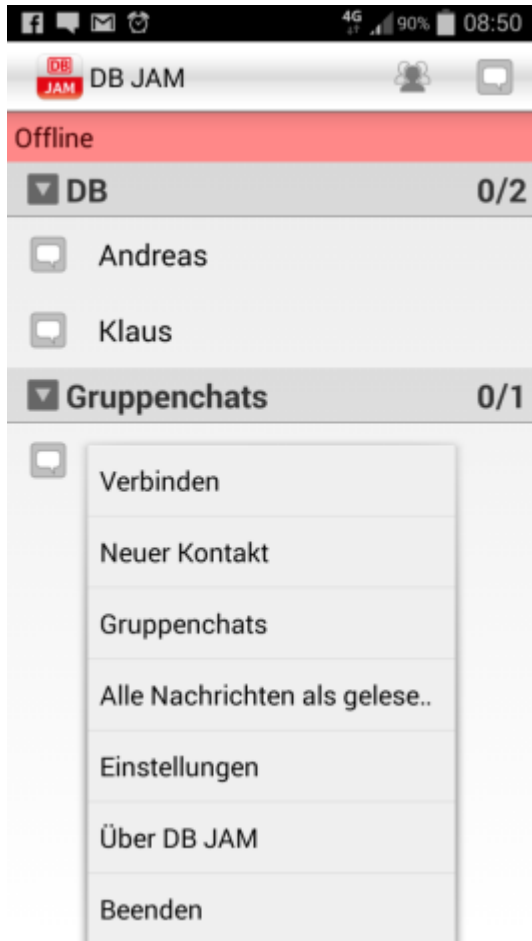 4G 90% 08:50
DB JAM DB JAM
Offline
DB 0/2
Andreas
Klaus
Gruppenchats 0/1
Verbinden
Neuer Kontakt
Gruppenchats
Alle Nachrichten als gelese..
Einstellungen
Über DB JAM
Beenden